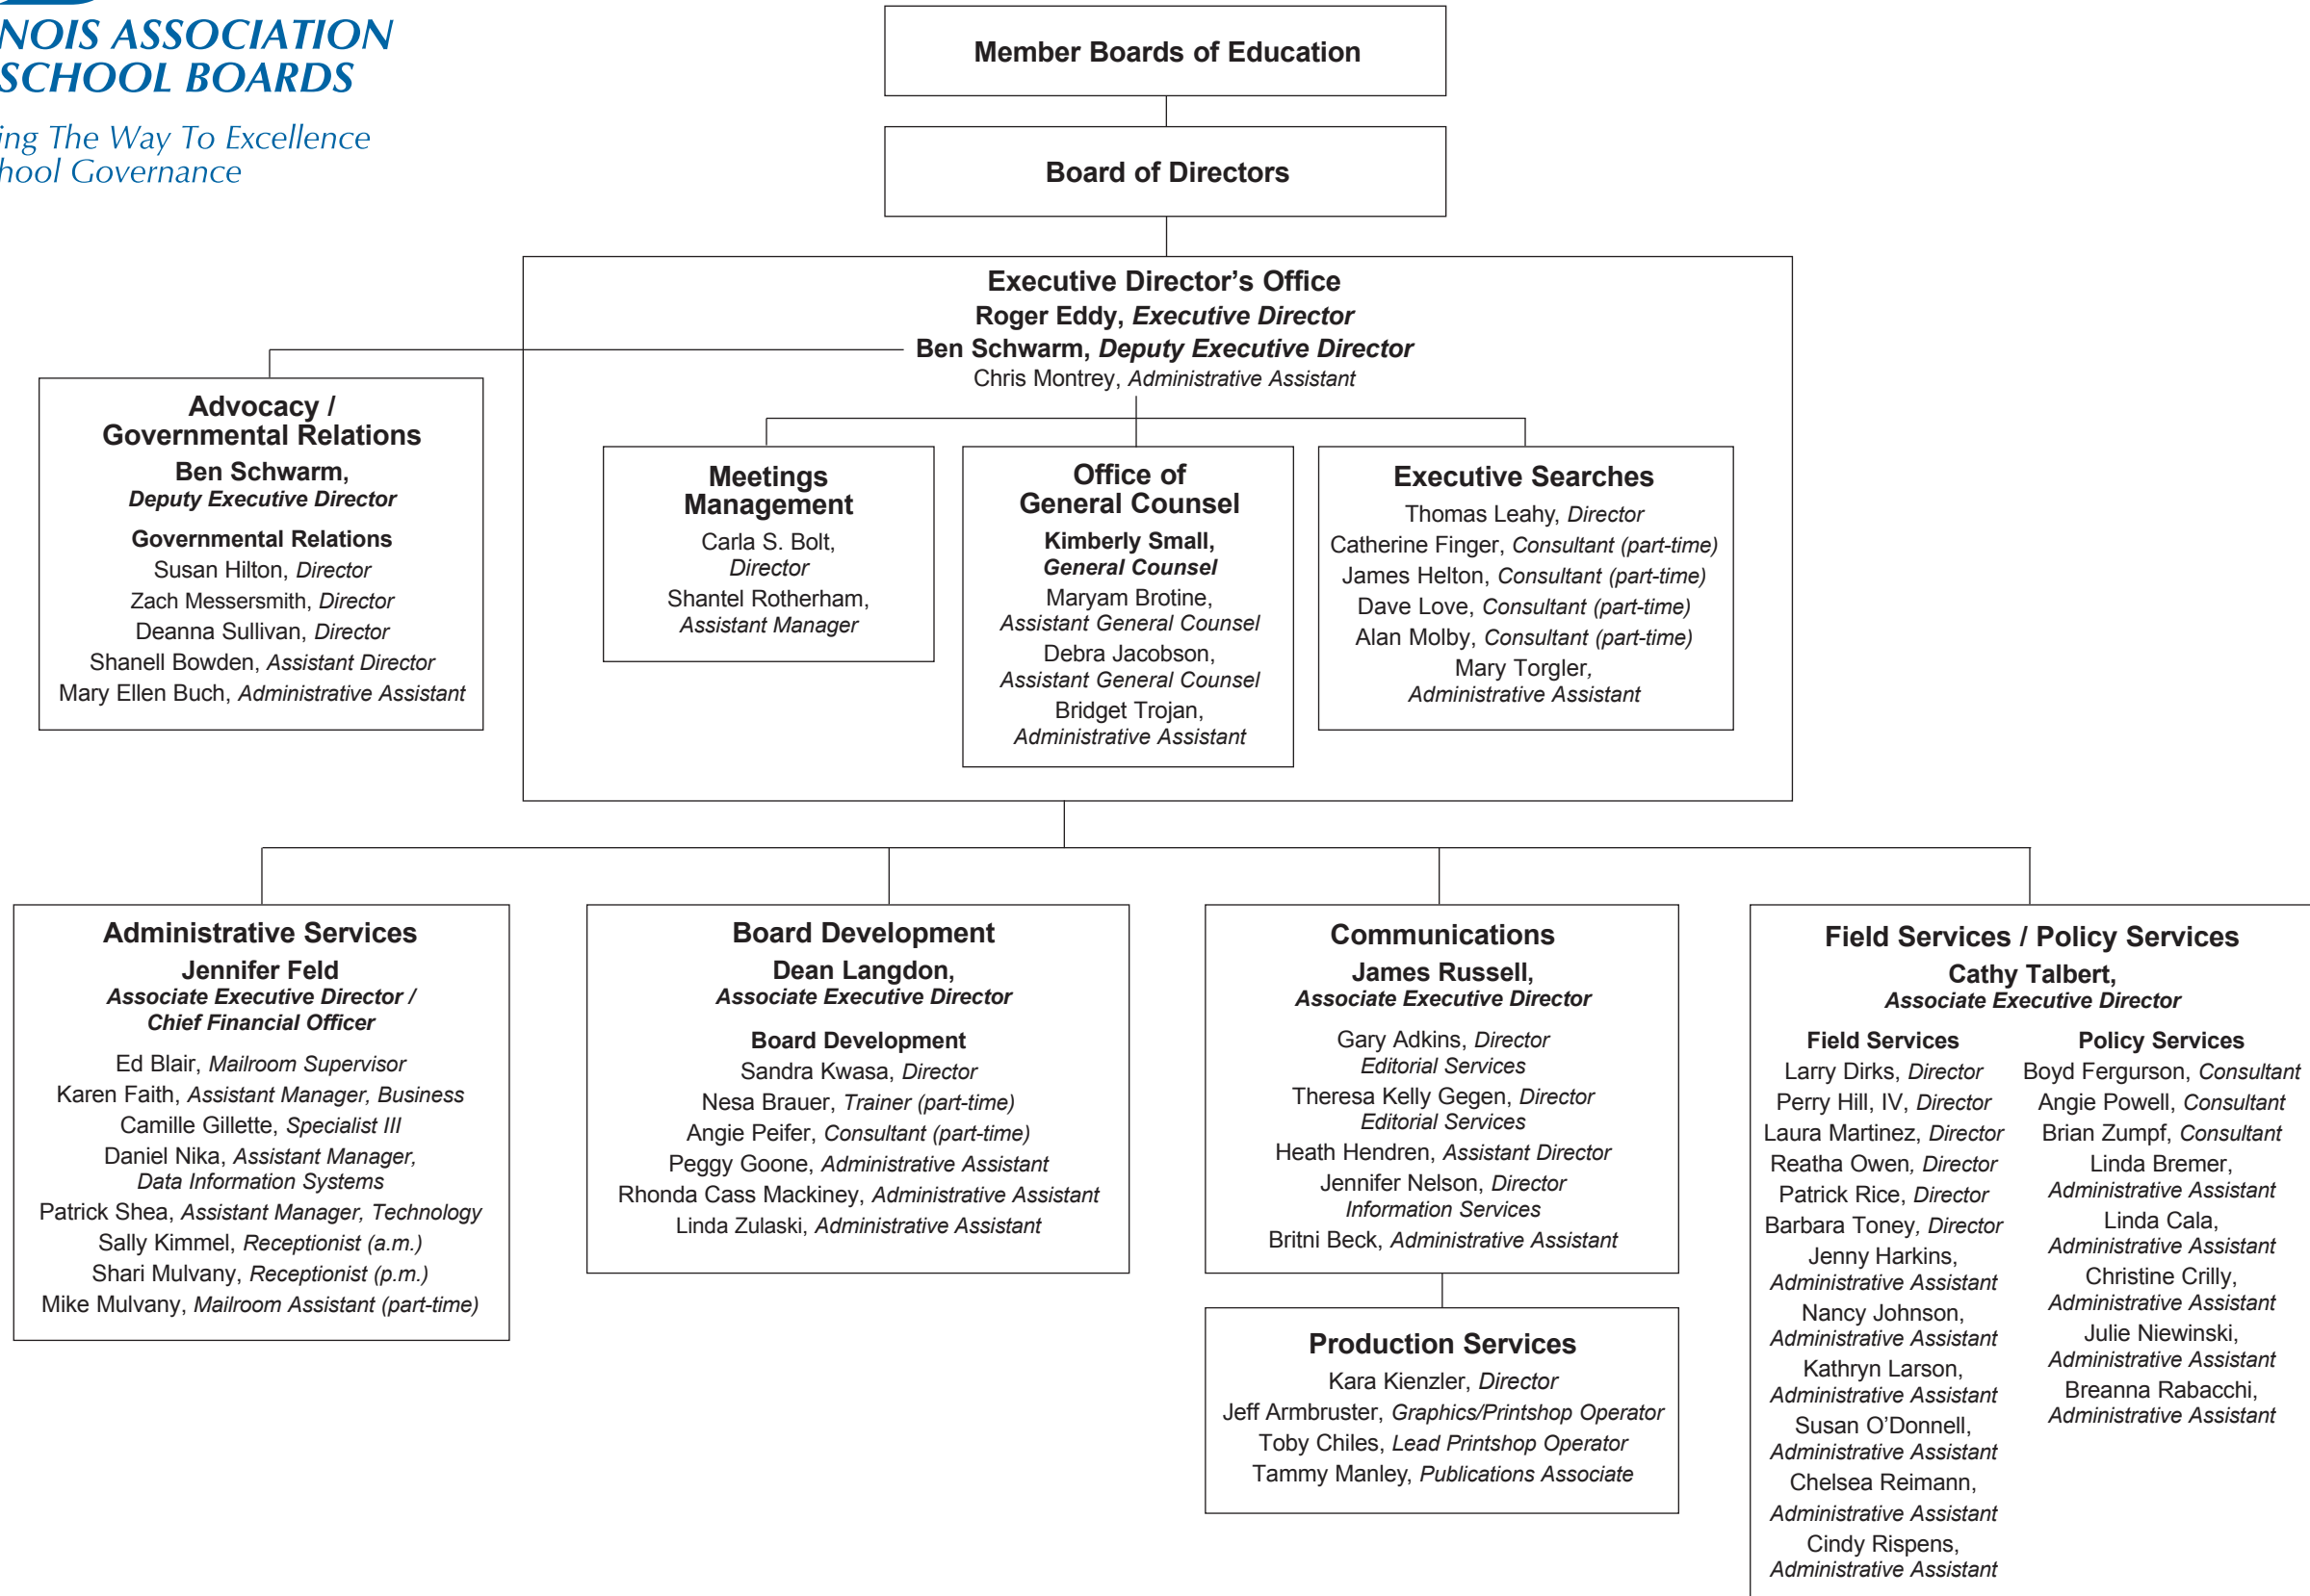 NOIS ASSOCIATION
SCHOOL BOARDS
ing The Way To Excellence
hool Governance
Member Boards of Education
Board of Directors
Executive Director’s Office
Roger Eddy, Executive Director
Ben Schwarm, Deputy Executive Director
Chris Montrey, Administrative Assistant
Advocacy /
Governmental Relations
Ben Schwarm,
Deputy Executive Director
Governmental Relations
Susan Hilton, Director
Zach Messersmith, Director
Deanna Sullivan, Director
Shanell Bowden, Assistant Director
Mary Ellen Buch, Administrative Assistant
Meetings
Management
Carla S. Bolt,
Director
Shantel Rotherham,
Assistant Manager
Office of
General Counsel
Kimberly Small,
General Counsel
Maryam Brotine,
Assistant General Counsel
Debra Jacobson,
Assistant General Counsel
Bridget Trojan,
Administrative Assistant
Executive Searches
Thomas Leahy, Director
Catherine Finger, Consultant (part-time)
James Helton, Consultant (part-time)
Dave Love, Consultant (part-time)
Alan Molby, Consultant (part-time)
Mary Torgler,
Administrative Assistant
Administrative Services
Jennifer Feld
Associate Executive Director /
Chief Financial Officer
Ed Blair, Mailroom Supervisor
Karen Faith, Assistant Manager, Business
Camille Gillette, Specialist III
Daniel Nika, Assistant Manager,
Data Information Systems
Patrick Shea, Assistant Manager, Technology
Sally Kimmel, Receptionist (a.m.)
Shari Mulvany, Receptionist (p.m.)
Mike Mulvany, Mailroom Assistant (part-time)
Board Development
Dean Langdon,
Associate Executive Director
Board Development
Sandra Kwasa, Director
Nesa Brauer, Trainer (part-time)
Angie Peifer, Consultant (part-time)
Peggy Goone, Administrative Assistant
Rhonda Cass Mackiney, Administrative Assistant
Linda Zulaski, Administrative Assistant
Communications
James Russell,
Associate Executive Director
Gary Adkins, Director
Editorial Services
Theresa Kelly Gegen, Director
Editorial Services
Heath Hendren, Assistant Director
Jennifer Nelson, Director
Information Services
Britni Beck, Administrative Assistant
Production Services
Kara Kienzler, Director
Jeff Armbruster, Graphics/Printshop Operator
Toby Chiles, Lead Printshop Operator
Tammy Manley, Publications Associate
Field Services / Policy Services
Cathy Talbert,
Associate Executive Director
Field Services
Larry Dirks, Director
Perry Hill, IV, Director
Laura Martinez, Director
Reatha Owen, Director
Patrick Rice, Director
Barbara Toney, Director
Jenny Harkins,
Administrative Assistant
Nancy Johnson,
Administrative Assistant
Kathryn Larson,
Administrative Assistant
Susan O’Donnell,
Administrative Assistant
Chelsea Reimann,
Administrative Assistant
Cindy Rispens,
Administrative Assistant
Policy Services
Boyd Fergurson, Consultant
Angie Powell, Consultant
Brian Zumpf, Consultant
Linda Bremer,
Administrative Assistant
Linda Cala,
Administrative Assistant
Christine Crilly,
Administrative Assistant
Julie Niewinski,
Administrative Assistant
Breanna Rabacchi,
Administrative Assistant